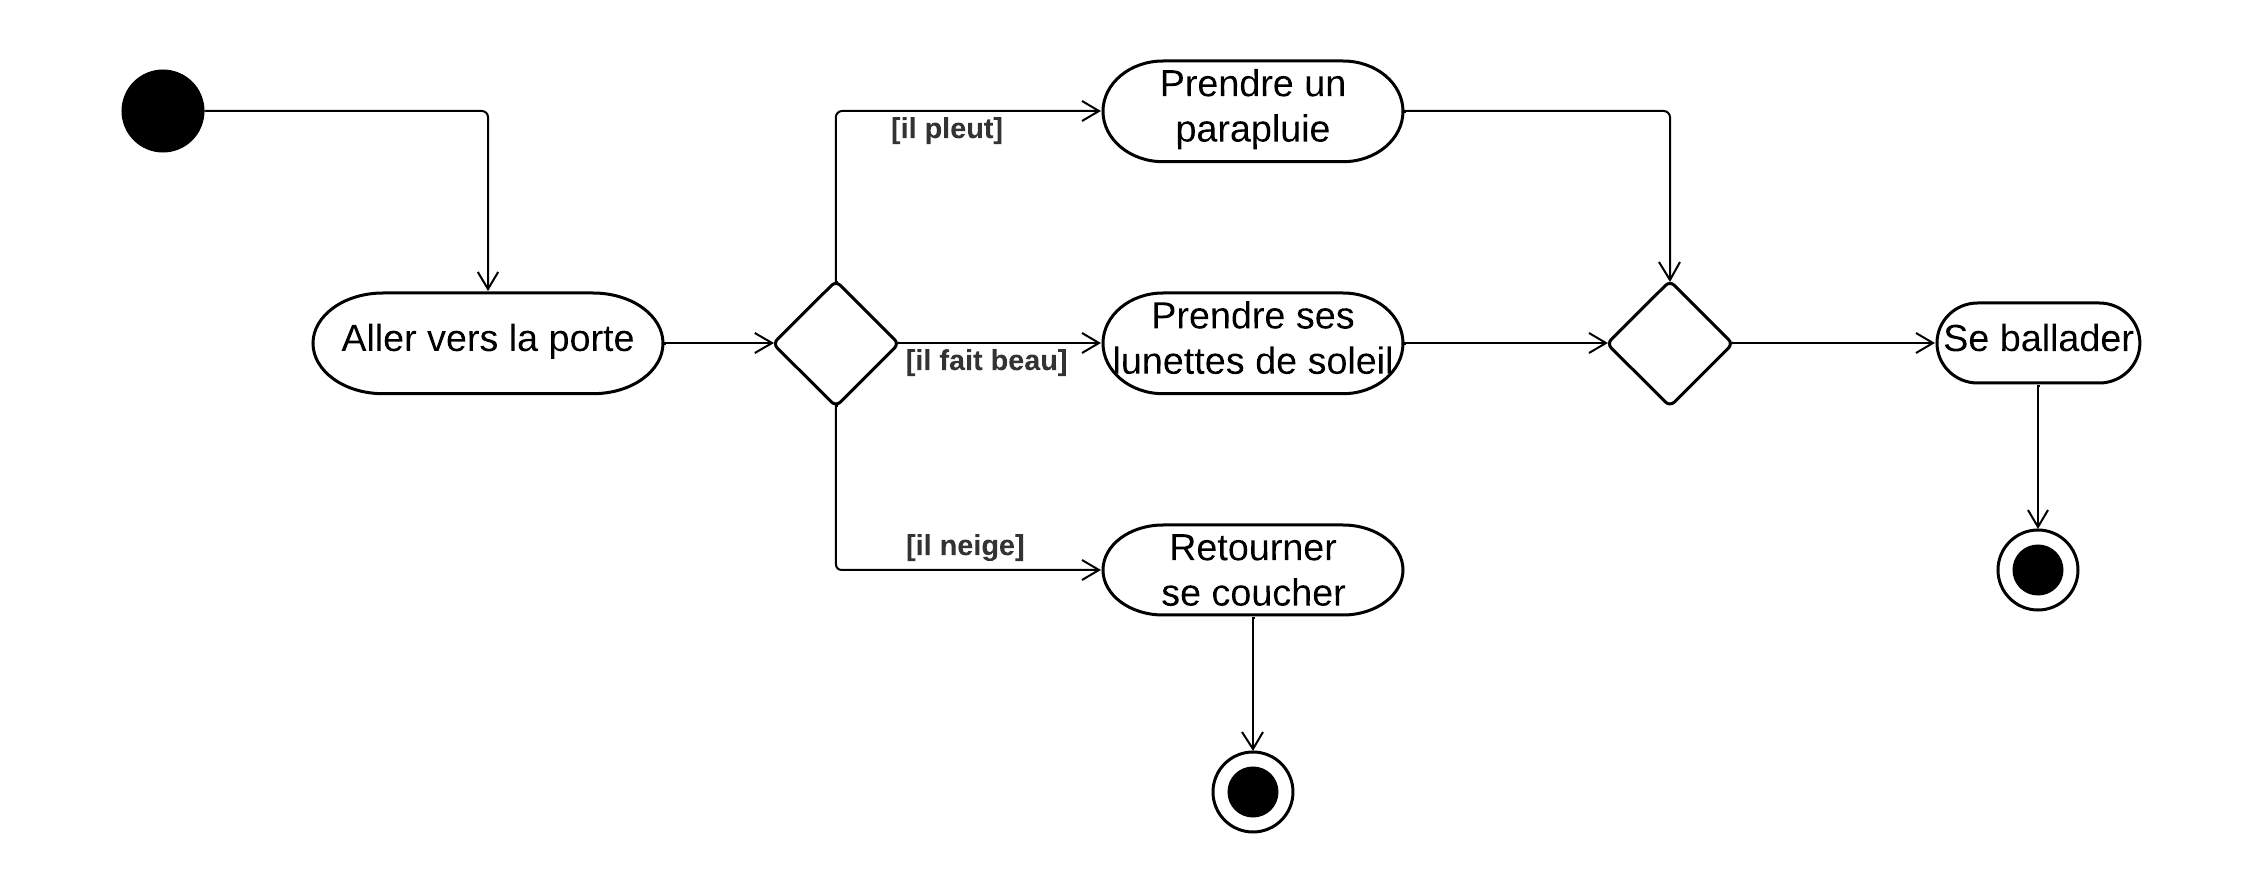 Aller vers la porte
[il pleut]
Prendre un
parapluie
[il fait beau]
Prendre ses
lunettes de soleil
[il neige]
Retourner
se coucher
Se ballader